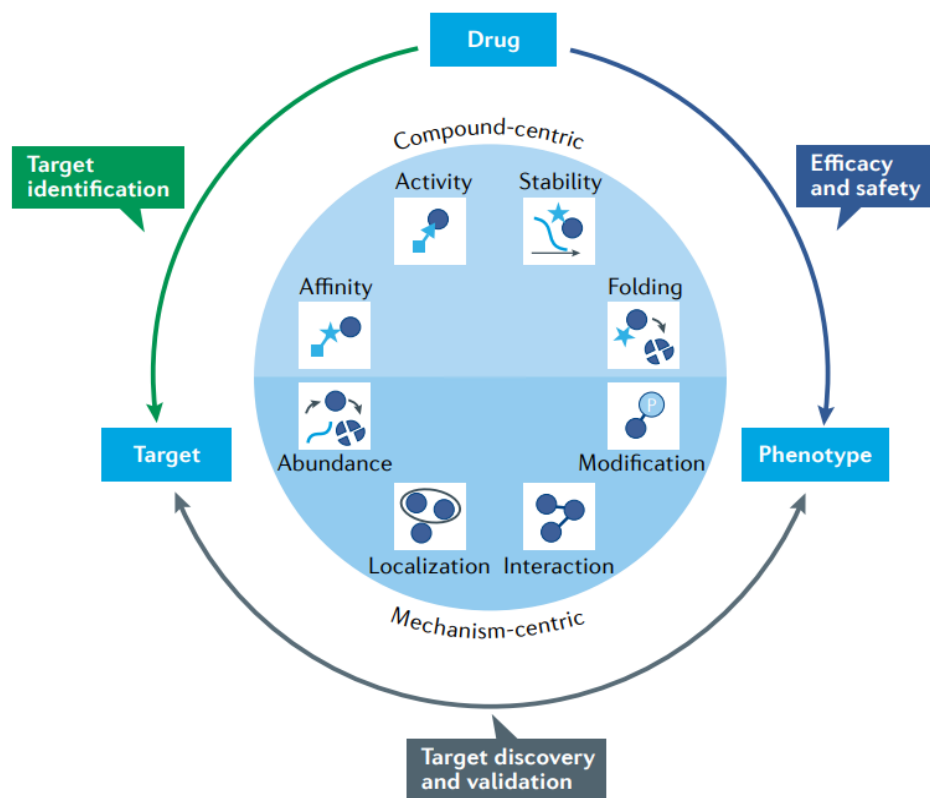 Drug
Compound-centric
Target
identification
Efficacy
and safety
Activity
Stability
Affinity
Folding
P
Target
Abundance
Modification
Phenotype
Localization
Interaction
Mechanism-centric
Target discovery
and validation